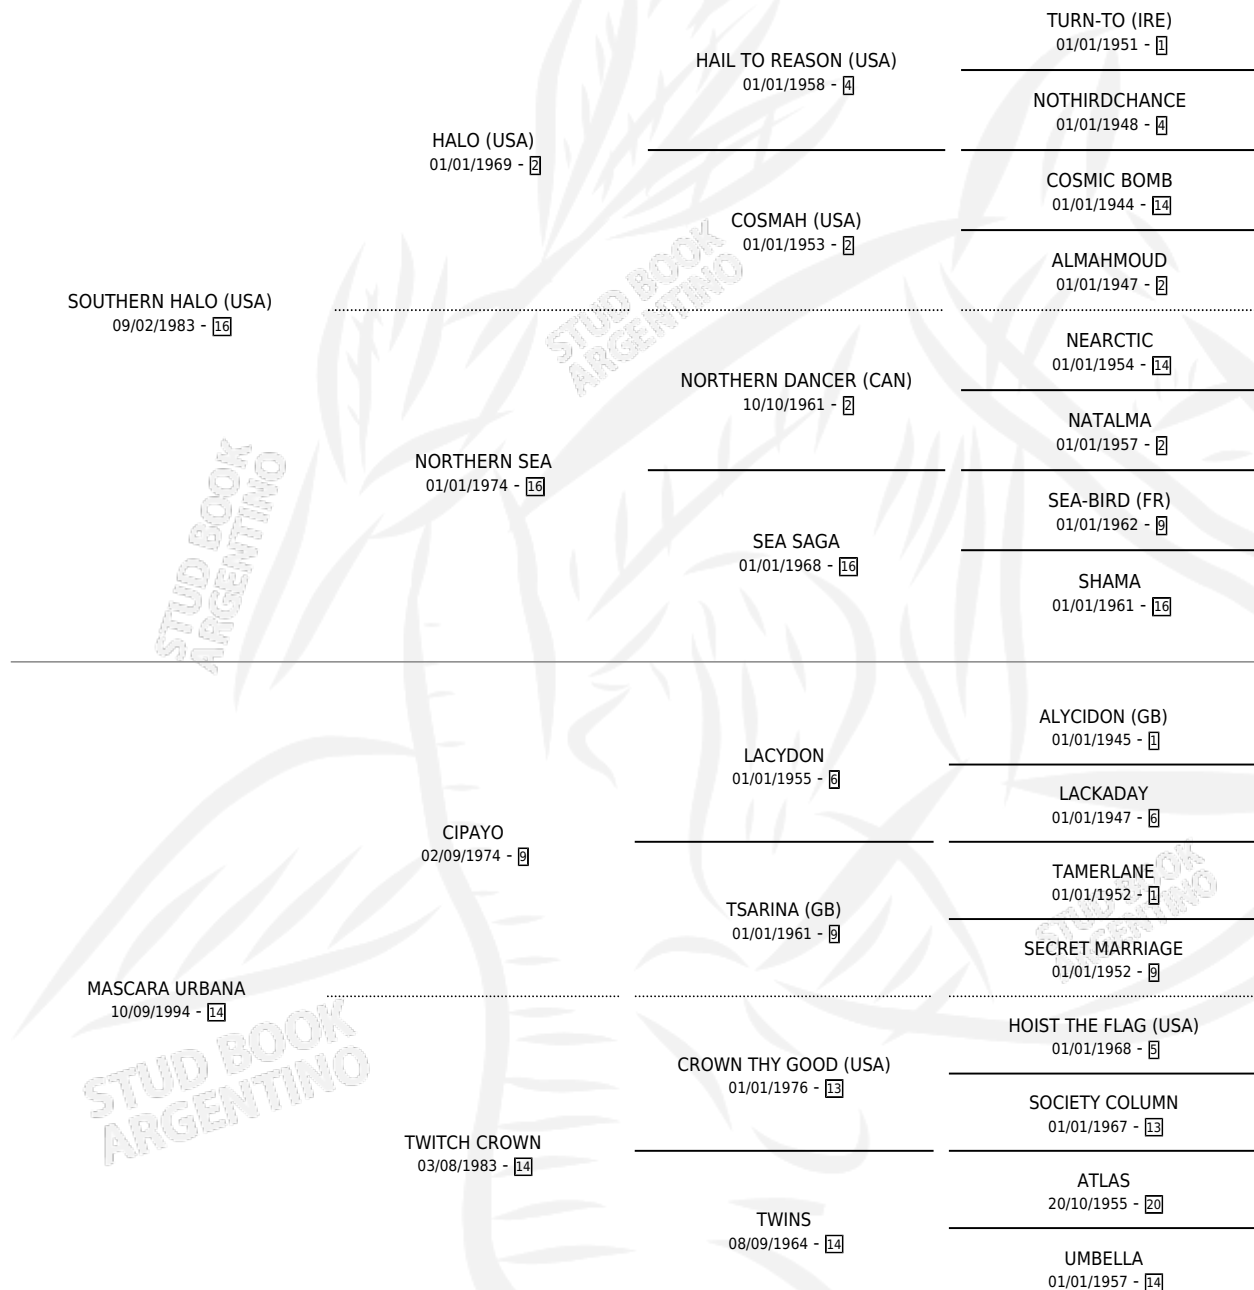 SOUTHERN HALO (USA)
09/02/1983 - 16
HALO (USA)
01/01/1969 - 2
HAIL TO REASON (USA)
01/01/1958 - 4
TURN-TO (IRE)
01/01/1951 - 1
NOTHIRDCHANCE
01/01/1948 - 4
COSMAH (USA)
01/01/1953 - 2
COSMIC BOMB
01/01/1944 - 14
ALMAHMOUD
01/01/1947 - 2
NORTHERN SEA
01/01/1974 - 16
NORTHERN DANCER (CAN)
10/10/1961 - 2
NEARCTIC
01/01/1954 - 14
NATALMA
01/01/1957 - 2
SEA SAGA
01/01/1968 - 16
SEA-BIRD (FR)
01/01/1962 - 9
SHAMA
01/01/1961 - 16
MASCARA URBANA
10/09/1994 - 14
CIPAYO
02/09/1974 - 9
LACYDON
01/01/1955 - 6
ALYCIDON (GB)
01/01/1945 - 1
LACKADAY
01/01/1947 - 6
TSARINA (GB)
01/01/1961 - 9
TAMERLANE
01/01/1952 - 1
SECRET MARRIAGE
01/01/1952 - 9
TWITCH CROWN
03/08/1983 - 14
CROWN THY GOOD (USA)
01/01/1976 - 13
HOIST THE FLAG (USA)
01/01/1968 - 5
SOCIETY COLUMN
01/01/1967 - 13
TWINS
08/09/1964 - 14
ATLAS
20/10/1955 - 20
UMBELLA
01/01/1957 - 14
STUD BOOK
ARGENTINO
STUD BOOK
ARGENTINO
STUD BOOK
ARGENTINO
STUD BOOK
ARGENTINO